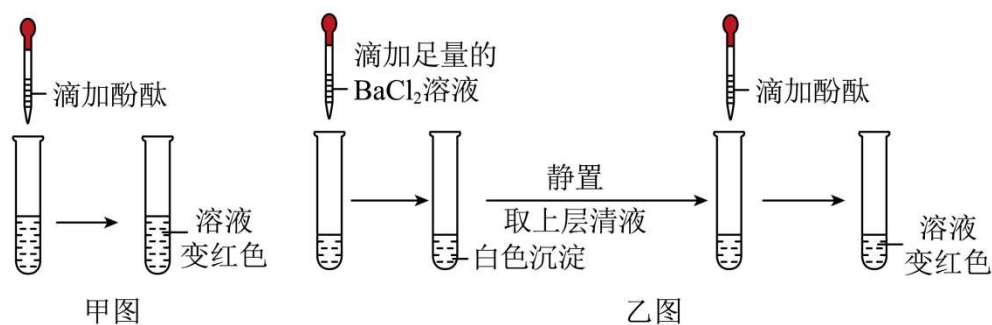 滴加酚酞
溶液
变红色
甲图
滴加足量的
BaCl₂溶液
白色沉淀
静置
取上层清液
滴加酚酞
溶液
变红色
乙图